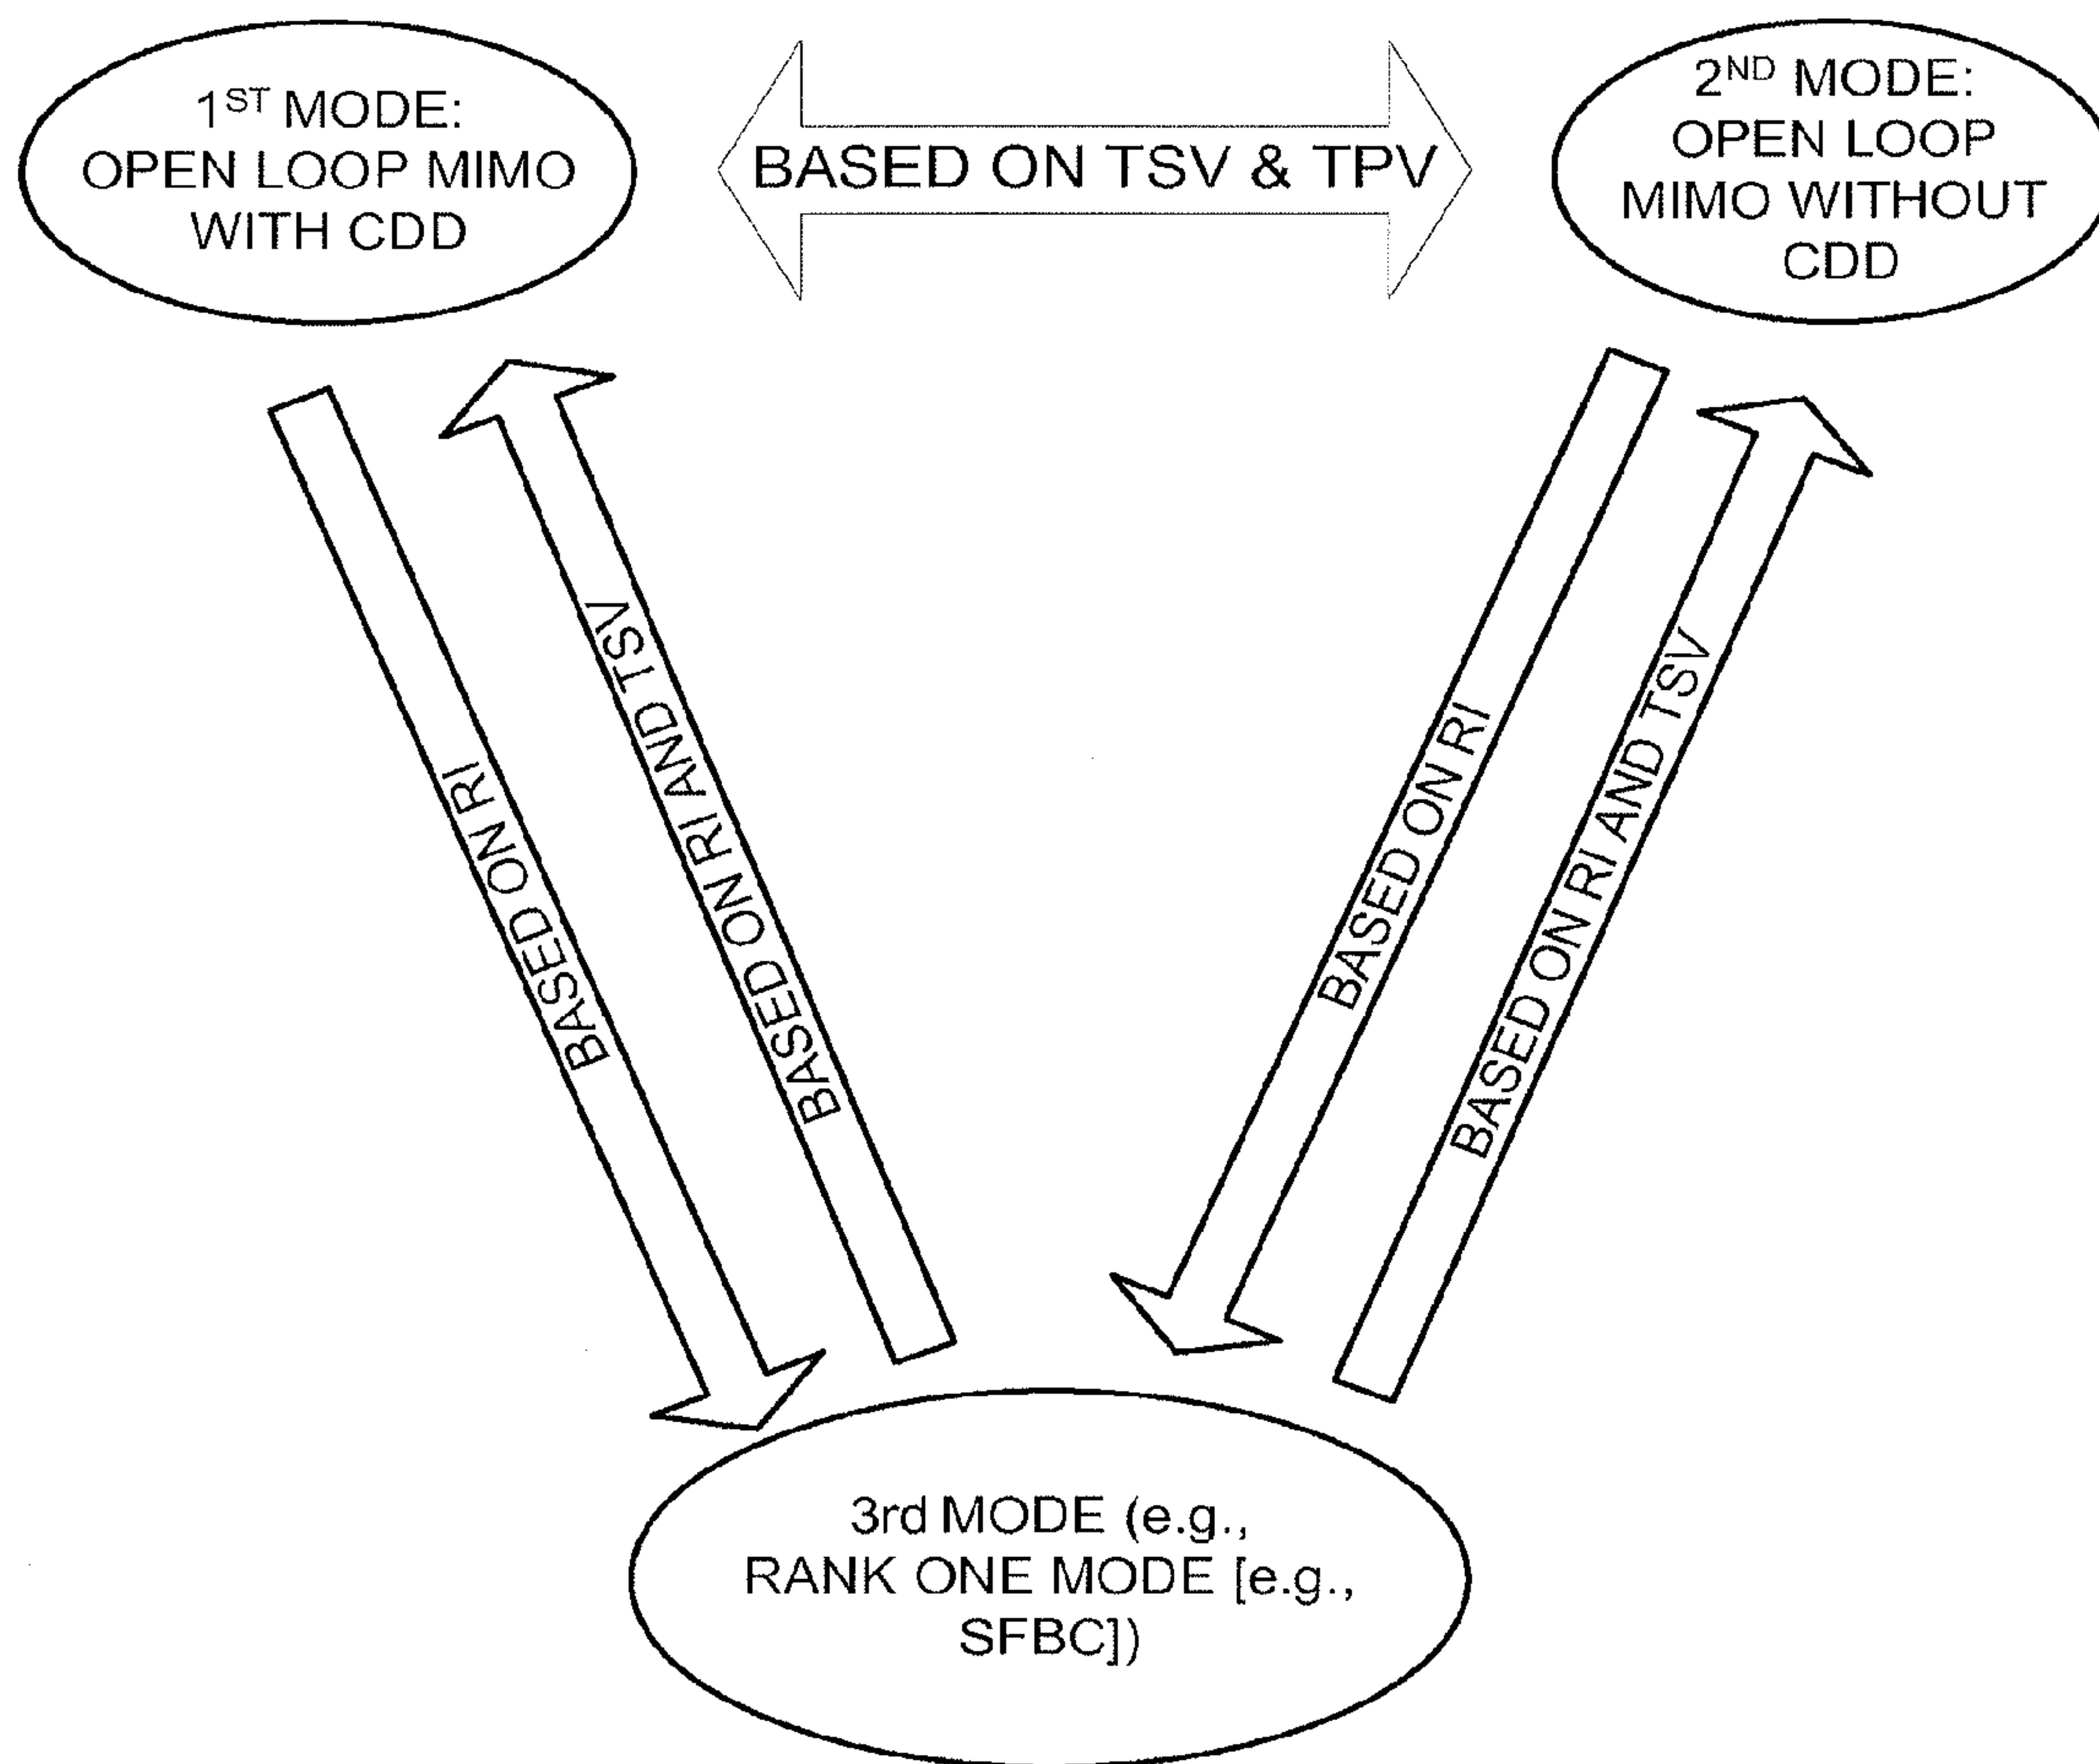 1ST MODE:
OPEN LOOP MIMO
WITH CDD
BASED ON TSV & TPV
2ND MODE:
OPEN LOOP
MIMO WITHOUT
CDD
BASED ON RI
BASED ON RI AND TSV
BASED ON RI
BASED ON RI AND TSV
3rd MODE (e.g.,
RANK ONE MODE [e.g.,
SFBC])